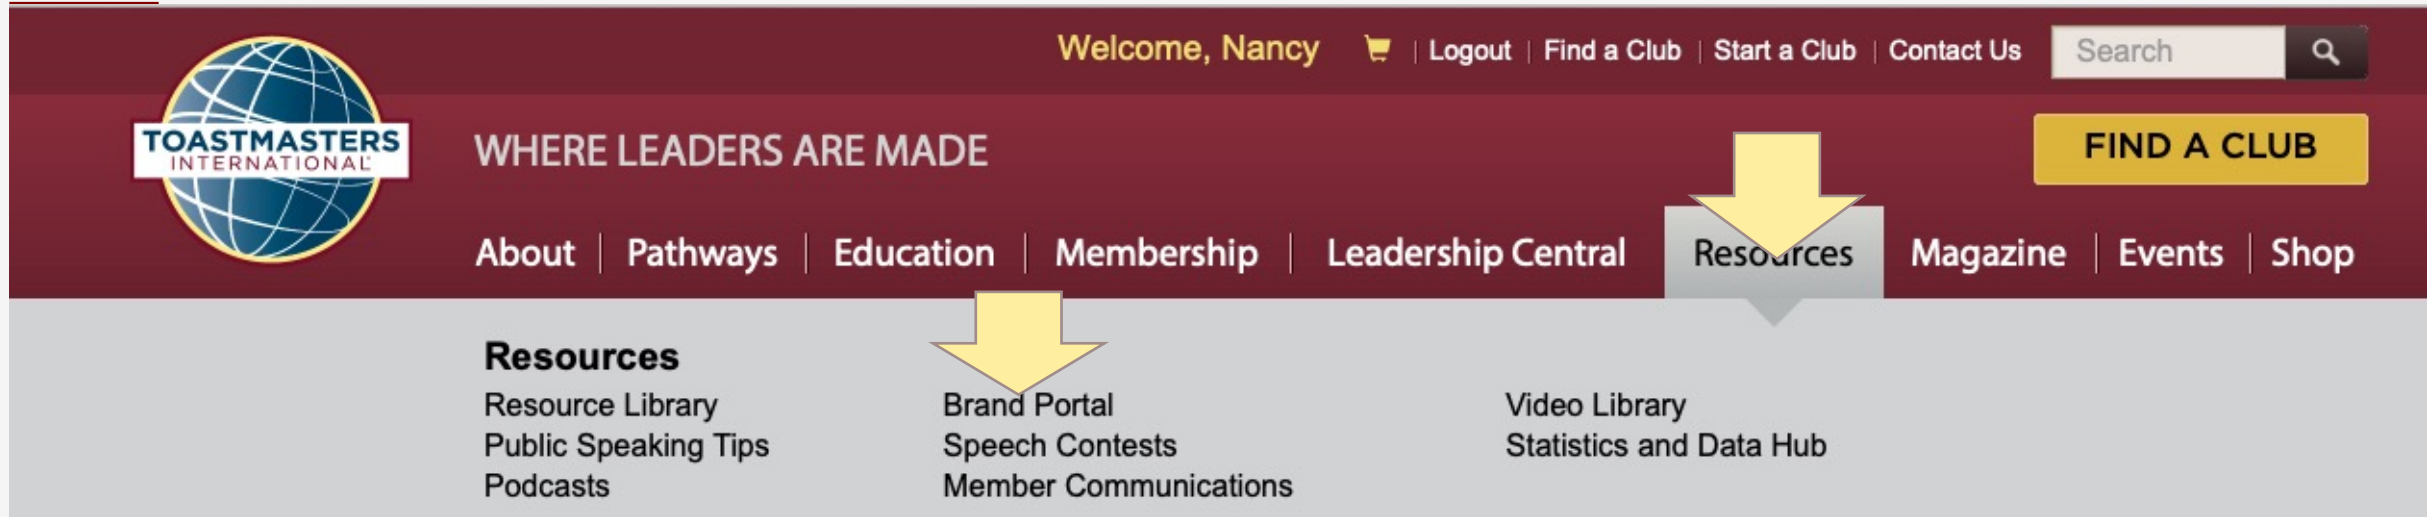 Welcome, Nancy | Logout | Find a Club | Start a Club | Contact Us Search
TOASTMASTERS
INTERNATIONAL
WHERE LEADERS ARE MADE
FIND A CLUB
About | Pathways | Education | Membership | Leadership Central Resources Magazine | Events | Shop
Resources
Resource Library Brand Portal Video Library
Public Speaking Tips Speech Contests Statistics and Data Hub
Podcasts Member Communications